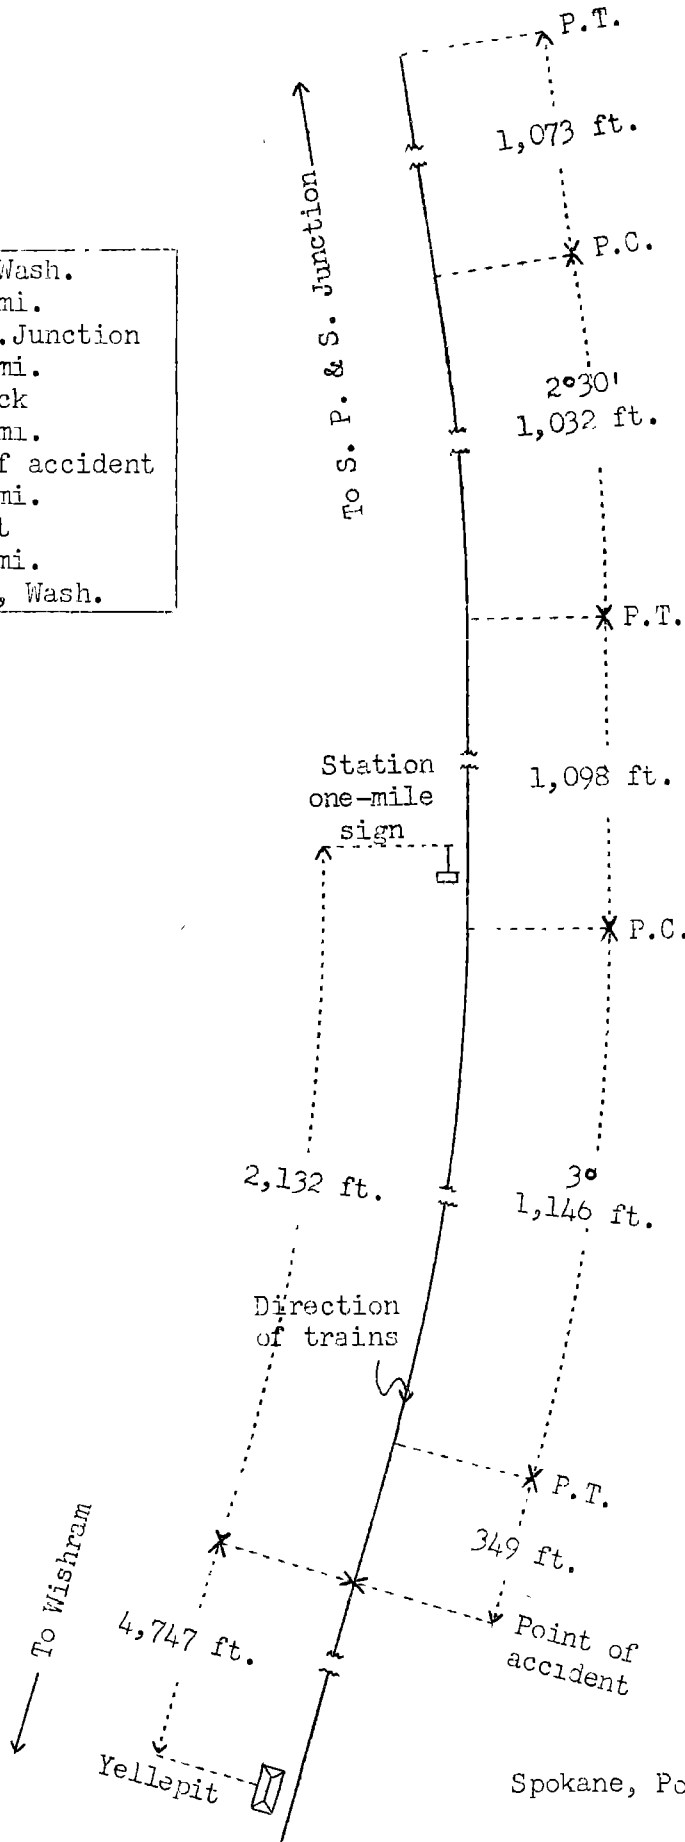 P.T.
1,073 ft.
P.C.
To S. P. & S. Junction
Wash.
mi.
.Junction
mi.
ck
mi.
f accident
mi.
t
mi.
, Wash.
2°30'
1,032 ft.
P.T.
Station
one-mile
sign
1,098 ft.
P.C.
2,132 ft.
3°
1,146 ft.
Direction
of trains
P.T.
349 ft.
To Wishram
4,747 ft.
Point of
accident
Yellepit
Spokane, Po